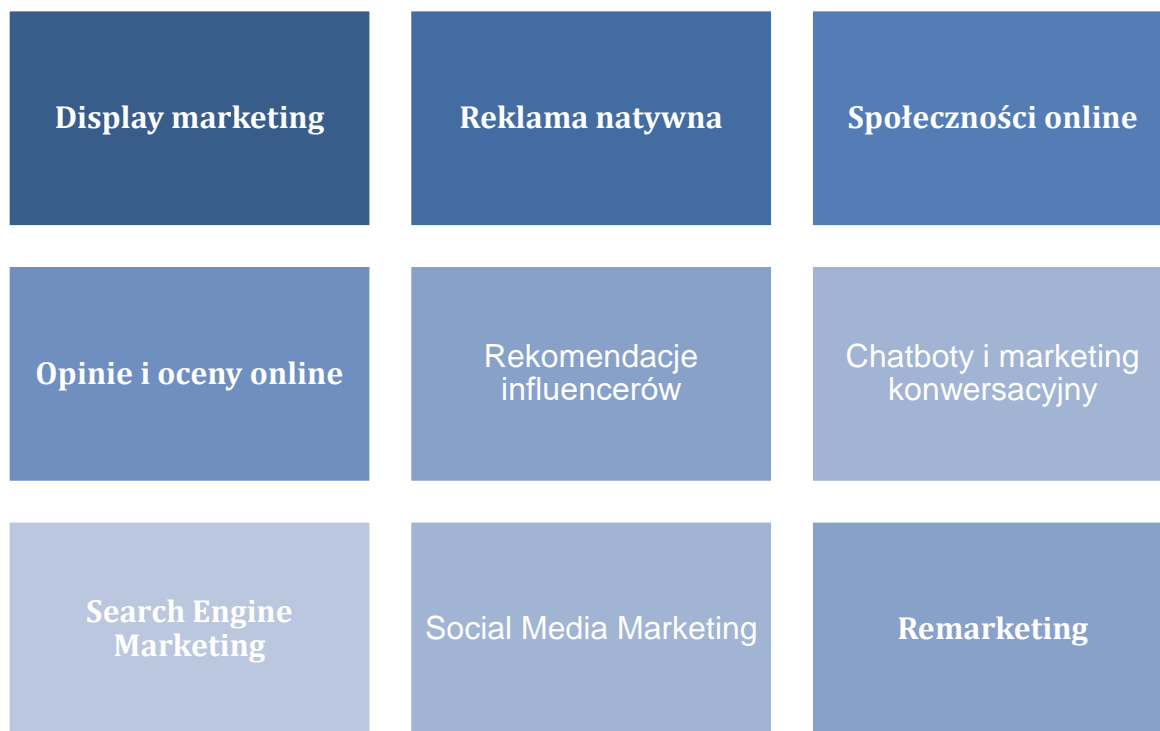 Display marketing
Reklama natywna
Społeczności online
Opinie i oceny online
Rekomendacje
influencerów
Chatboty i marketing
konwersacyjny
Search Engine
Marketing
Social Media Marketing
Remarketing